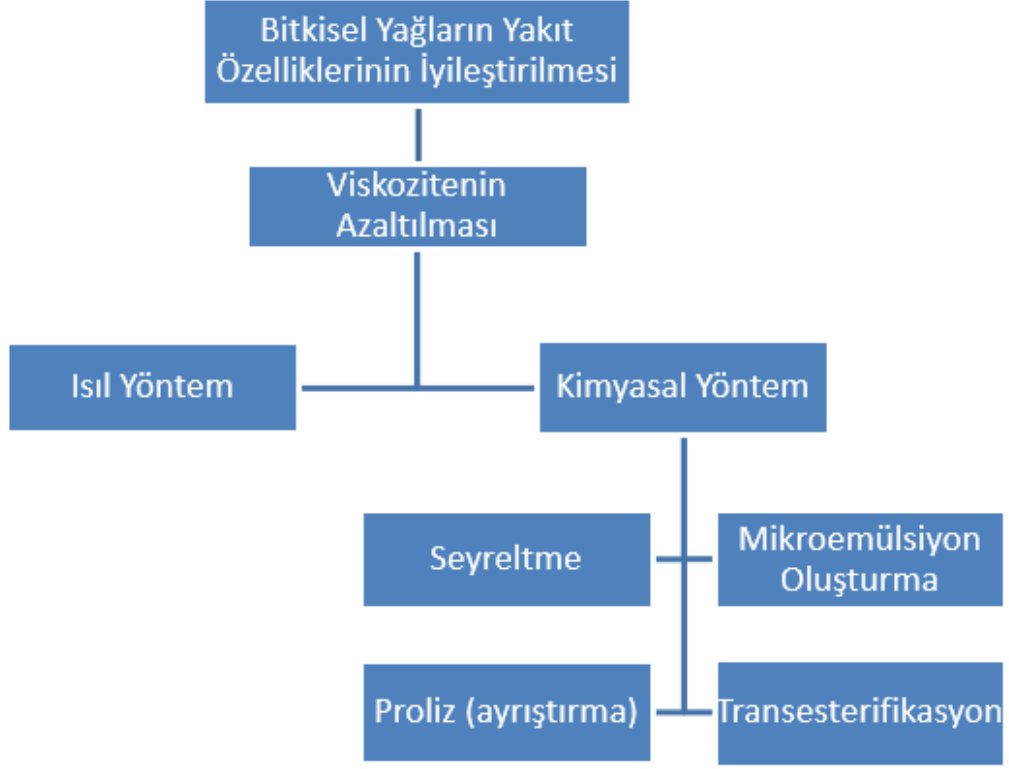 Bitkisel Yağların Yakıt
Özelliklerinin İyileştirilmesi
Viskozitenin
Azaltılması
Isıl Yöntem
Kimyasal Yöntem
Seyreltme
Mikroemülsiyon
Oluşturma
Proliz (ayrıştırma)
Transesterifikasyon